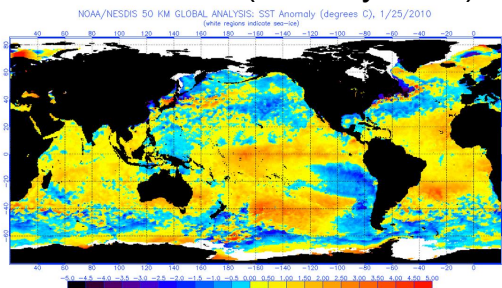 NOAA/NESDIS 50 KM GLOBAL ANALYSIS: SST Anomaly (degrees C), 1/25/2010
(white regions indicate sea-ice)
40 60 80 100 120 140 160 180 -160 -140 -120 -100 -80 -60 -40 -20 0 20
80
60
40
20
0
-20
-40
-60
40 60 80 100 120 140 160 180 -160 -140 -120 -100 -80 -60 -40 -20 0 20
-5.0 -4.5 -4.0 -3.5 -3.0 -2.5 -2.0 -1.5 -1.0 -0.5 0.00 0.50 1.00 1.50 2.00 2.50 3.00 3.50 4.00 4.50 5.00